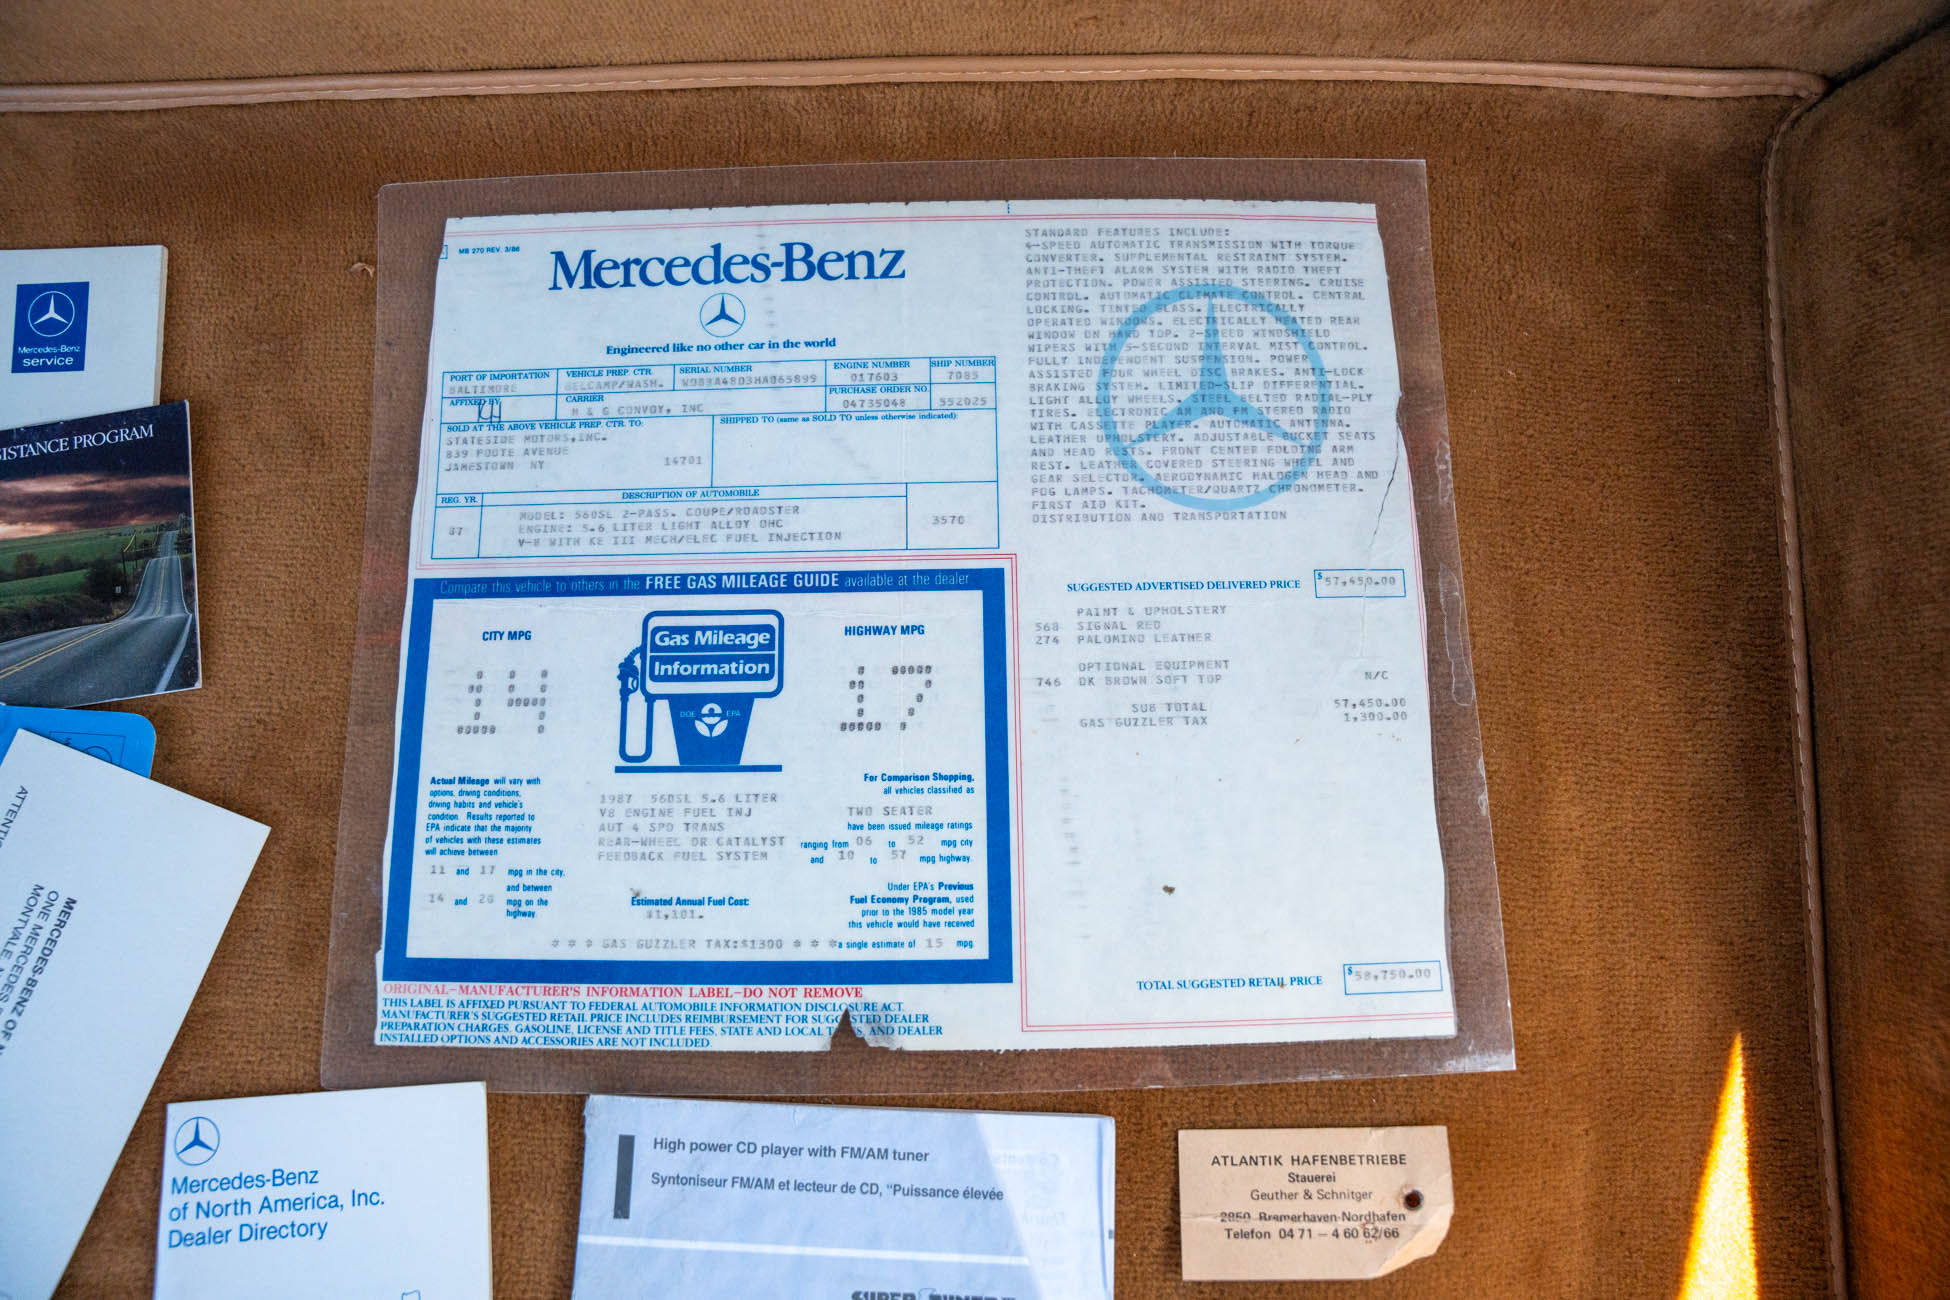 MB 270 REV. 3/86
Mercedes-Benz
Engineered like no other car in the world
PORT OF IMPORTATION
BALTIMORE
VEHICLE PREP. CTR.
BELCAMP/WASH.
SERIAL NUMBER
WDBBA48D3HA065899
ENGINE NUMBER
017603
SHIP NUMBER
7085
AFFIXED BY
CARRIER
M & G CONVOY, INC
PURCHASE ORDER NO.
04735048
552025
SOLD AT THE ABOVE VEHICLE PREP. CTR. TO:
STATESIDE MOTORS,INC.
839 FOOTE AVENUE
JAMESTOWN NY 14701
SHIPPED TO (same as SOLD TO unless otherwise indicated):
REG. YR.
DESCRIPTION OF AUTOMOBILE
87
MODEL: 560SL 2-PASS. COUPE/ROADSTER
ENGINE: 5.6 LITER LIGHT ALLOY OHC
V-8 WITH KE III MECH/ELEC FUEL INJECTION
3570
Compare this vehicle to others in the FREE GAS MILEAGE GUIDE available at the dealer
CITY MPG
14
Gas Mileage
Information
DOE EPA
HIGHWAY MPG
17
Actual Mileage will vary with
options, driving conditions,
driving habits and vehicle's
condition. Results reported to
EPA indicate that the majority
of vehicles with these estimates
will achieve between
11 and 17 mpg in the city,
and between
14 and 20 mpg on the
highway.
1987 560SL 5.6 LITER
V8 ENGINE FUEL INJ
AUT 4 SPD TRANS
REAR-WHEEL DR CATALYST
FEEDBACK FUEL SYSTEM
Estimated Annual Fuel Cost:
$1,101.
For Comparison Shopping,
all vehicles classified as
TWO SEATER
have been issued mileage ratings
ranging from 06 to 52 mpg city
and 10 to 57 mpg highway.
Under EPA's Previous
Fuel Economy Program, used
prior to the 1985 model year
this vehicle would have received
a single estimate of 15 mpg.
* * * GAS GUZZLER TAX:$1300 * * *
ORIGINAL-MANUFACTURER'S INFORMATION LABEL-DO NOT REMOVE
THIS LABEL IS AFFIXED PURSUANT TO FEDERAL AUTOMOBILE INFORMATION DISCLOSURE ACT.
MANUFACTURER'S SUGGESTED RETAIL PRICE INCLUDES REIMBURSEMENT FOR SUGGESTED DEALER
PREPARATION CHARGES. GASOLINE, LICENSE AND TITLE FEES, STATE AND LOCAL AND DEALER
INSTALLED OPTIONS AND ACCESSORIES ARE NOT INCLUDED.
STANDARD FEATURES INCLUDE:
4-SPEED AUTOMATIC TRANSMISSION WITH TORQUE
CONVERTER. SUPPLEMENTAL RESTRAINT SYSTEM.
ANTI-THEFT ALARM SYSTEM WITH RADIO THEFT
PROTECTION. POWER ASSISTED STEERING. CRUISE
CONTROL. AUTOMATIC CLIMATE CONTROL. CENTRAL
LOCKING. TINTED GLASS. ELECTRICALLY
OPERATED WINDOWS. ELECTRICALLY HEATED REAR
WINDOW ON HARD TOP. 2-SPEED WINDSHIELD
WIPERS WITH 5-SECOND INTERVAL MIST CONTROL.
FULLY INDEPENDENT SUSPENSION. POWER
ASSISTED FOUR WHEEL DISC BRAKES. ANTI-LOCK
BRAKING SYSTEM. LIMITED-SLIP DIFFERENTIAL.
LIGHT ALLOY WHEELS. STEEL BELTED RADIAL-PLY
TIRES. ELECTRONIC AM AND FM STEREO RADIO
WITH CASSETTE PLAYER. AUTOMATIC ANTENNA.
LEATHER UPHOLSTERY. ADJUSTABLE BUCKET SEATS
AND HEAD RESTS. FRONT CENTER FOLDING ARM
REST. LEATHER COVERED STEERING WHEEL AND
GEAR SELECTOR. AERODYNAMIC HALOGEN HEAD AND
FOG LAMPS. TACHOMETER/QUARTZ CHRONOMETER.
FIRST AID KIT.
DISTRIBUTION AND TRANSPORTATION
SUGGESTED ADVERTISED DELIVERED PRICE $57,450.00
PAINT & UPHOLSTERY
568 SIGNAL RED
274 PALOMINO LEATHER
OPTIONAL EQUIPMENT
746 DK BROWN SOFT TOP N/C
SUB TOTAL 57,450.00
GAS GUZZLER TAX 1,300.00
TOTAL SUGGESTED RETAIL PRICE $58,750.00
Mercedes-Benz
service
ISTANCE PROGRAM
MERCEDES-BENZ OF N
ONE MERCEDES
MONTVALE, N
Mercedes-Benz
of North America, Inc.
Dealer Directory
High power CD player with FM/AM tuner
Syntoniseur FM/AM et lecteur de CD, “Puissance élevée
ATLANTIK HAFENBETRIEBE
Stauerei
Geuther & Schnitger
2850 Bremerhaven-Nordhafen
Telefon 04 71 – 4 60 62/66